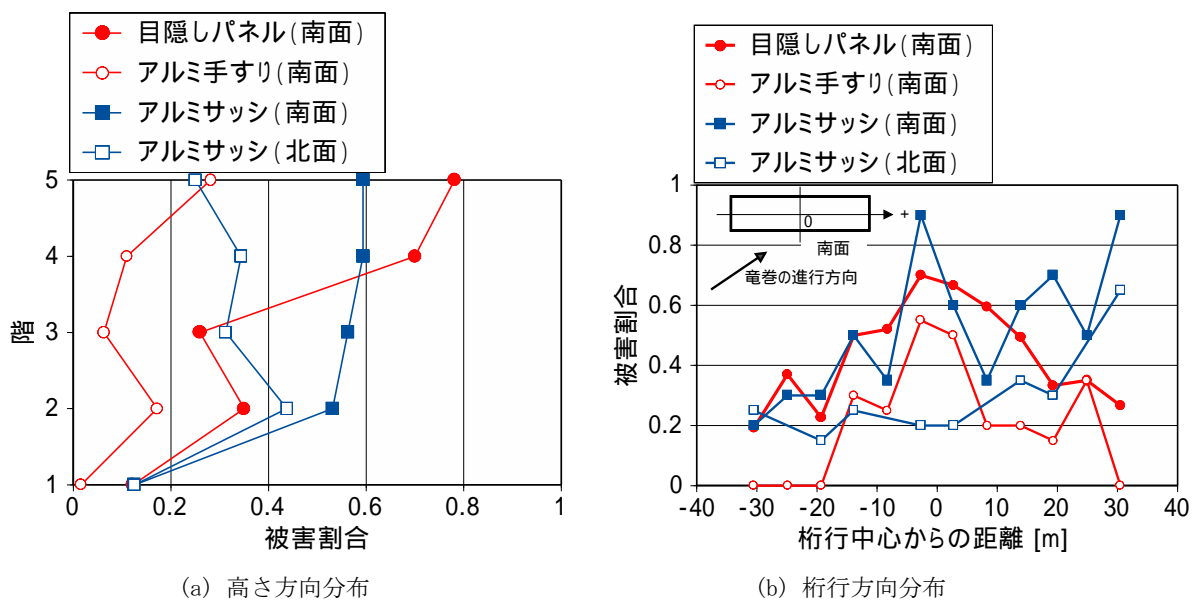 目隠しパネル(南面)
アルミ手すり(南面)
アルミサッシ(南面)
アルミサッシ(北面)
5
4
3
2
1
階
0
0.2
0.4
0.6
0.8
1
被害割合
(a) 高さ方向分布
目隠しパネル(南面)
アルミ手すり(南面)
アルミサッシ(南面)
アルミサッシ(北面)
1
0.8
0.6
0.4
0.2
0
被害割合
0
+
南面
竜巻の進行方向
-40
-30
-20
-10
0
10
20
30
40
桁行中心からの距離 [m]
(b) 桁行方向分布